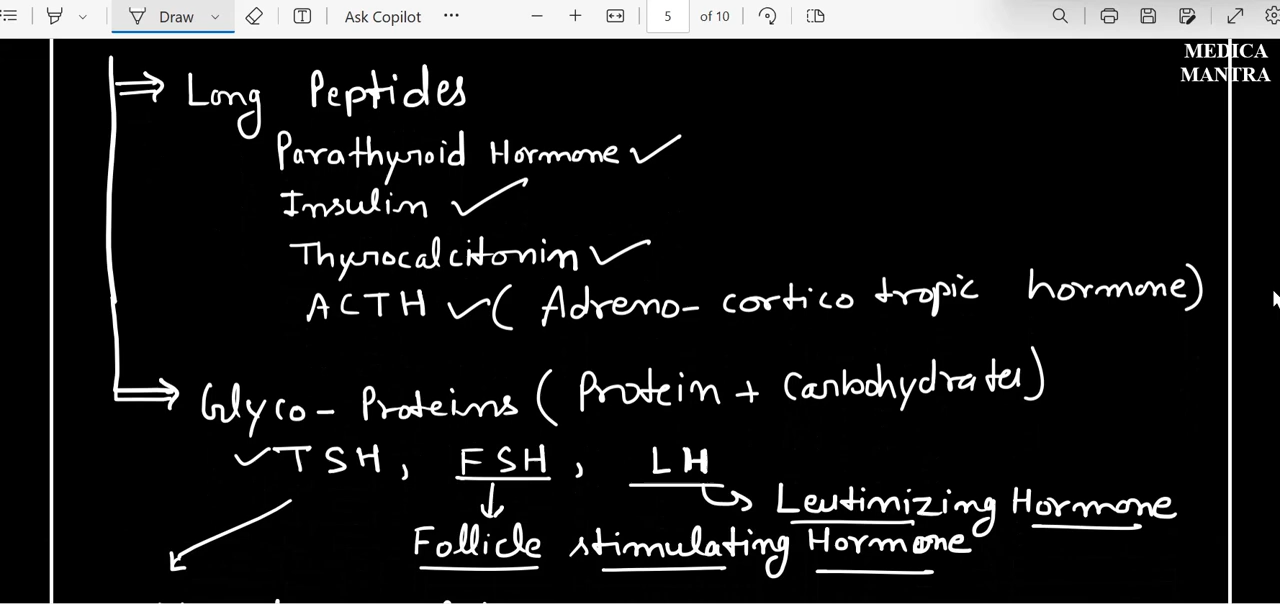 Draw
Ask Copilot
5 of 10
MEDICA
MANTRA
Long Peptides
Parathyroid Hormone
Insulin
Thyrocalcitonin
ACTH (Adreno-cortico tropic hormone)
Glyco-Proteins (Protein + Carbohydrates)
TSH, FSH, LH
Leutinizing Hormone
Follicle stimulating Hormone